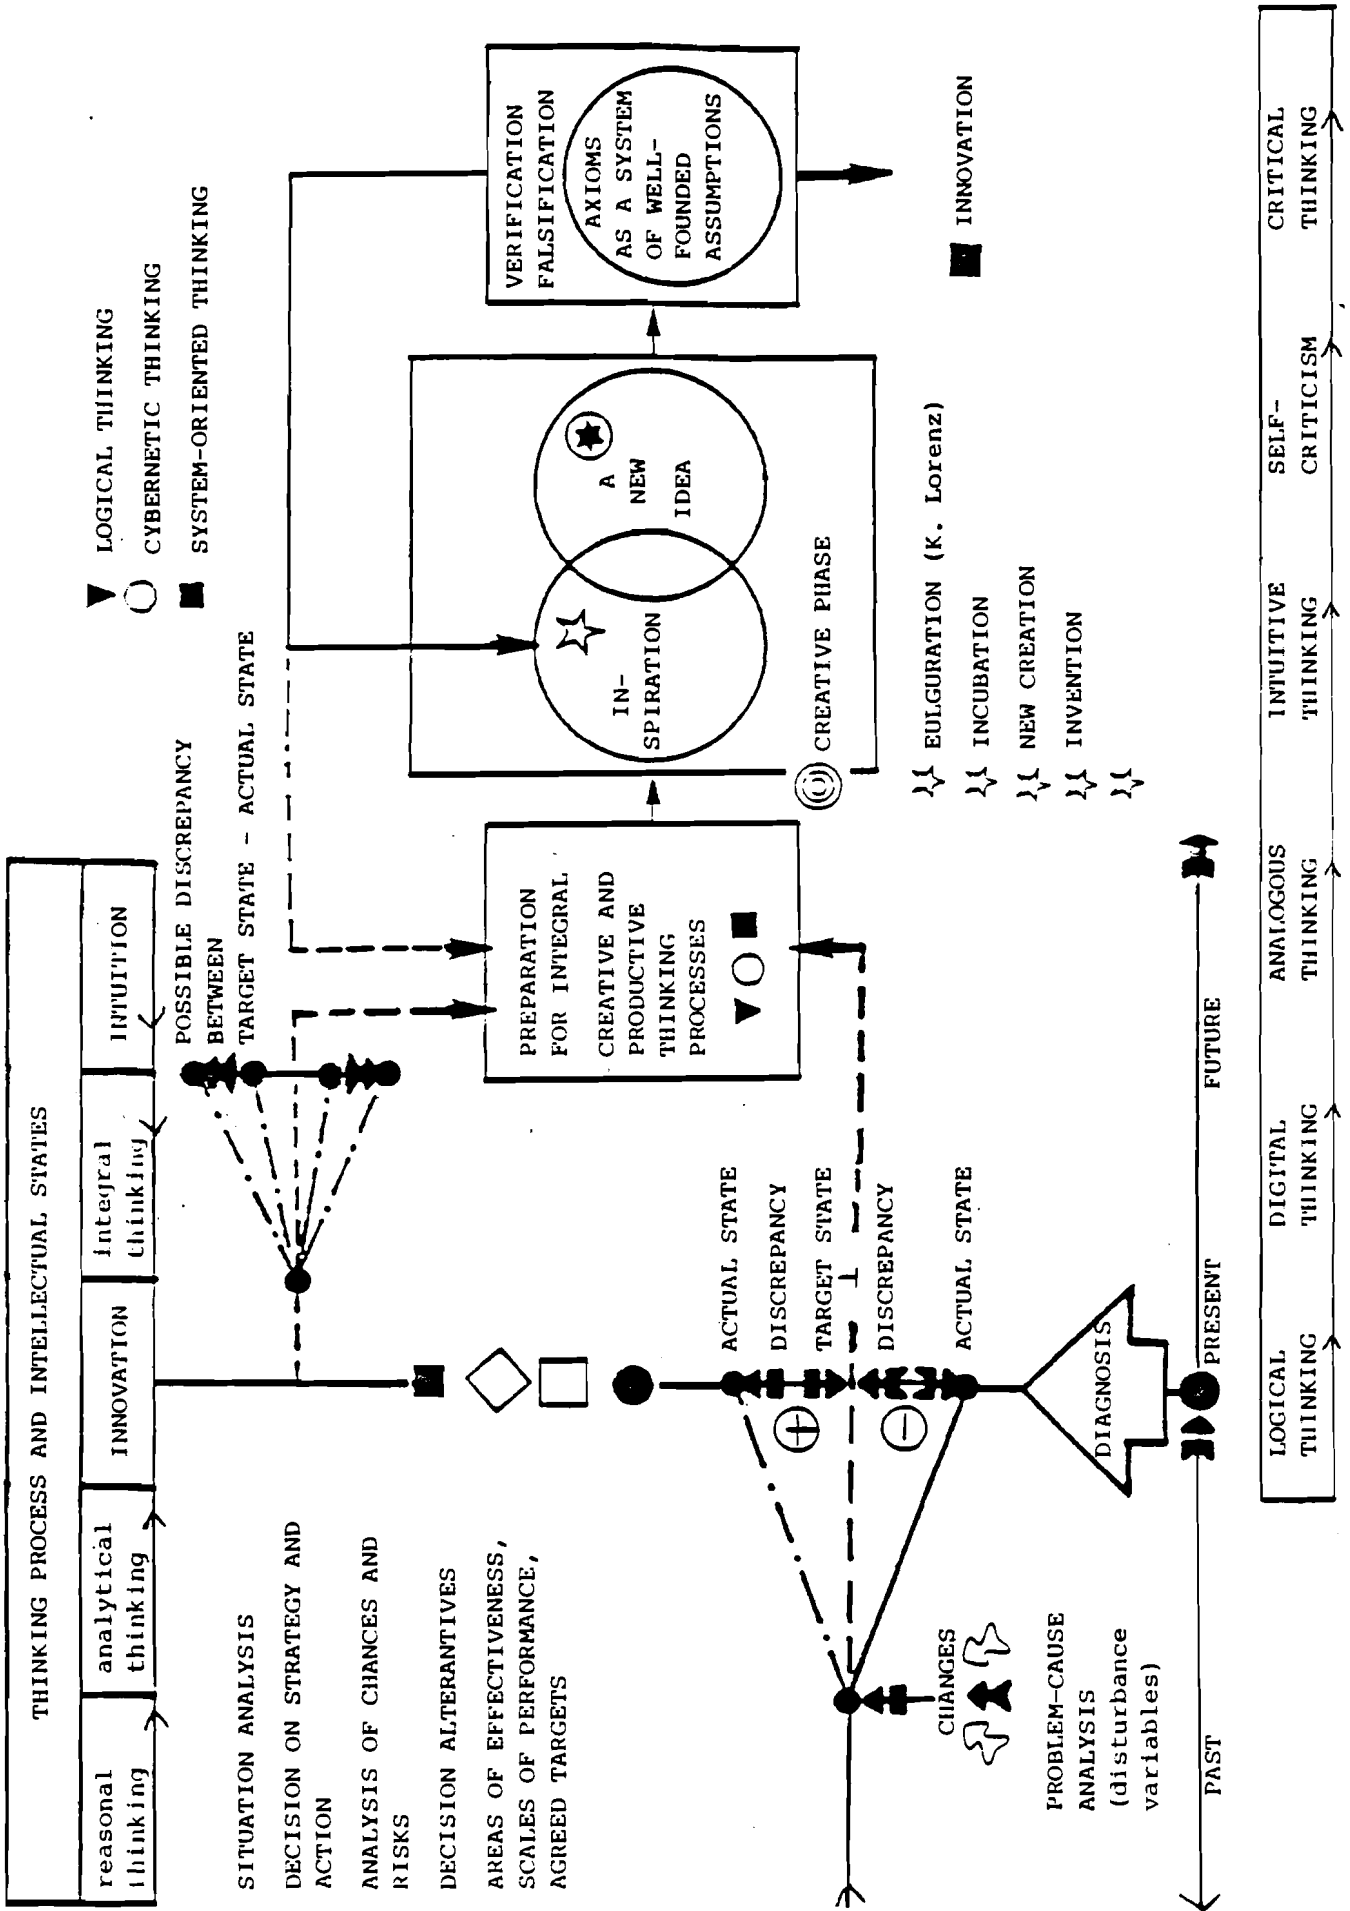 THINKING PROCESS AND INTELLECTUAL STATES
reasonal
thinking
analytical
thinking
INNOVATION
integral
thinking
INTUITION
LOGICAL THINKING
CYBERNETIC THINKING
SYSTEM-ORIENTED THINKING
POSSIBLE DISCREPANCY
BETWEEN
TARGET STATE - ACTUAL STATE
SITUATION ANALYSIS
DECISION ON STRATEGY AND
ACTION
ANALYSIS OF CHANCES AND
RISKS
DECISION ALTERANTIVES
AREAS OF EFFECTIVENESS,
SCALES OF PERFORMANCE,
AGREED TARGETS
PREPARATION
FOR INTEGRAL
CREATIVE AND
PRODUCTIVE
THINKING
PROCESSES
IN-
SPIRATION
A
NEW
IDEA
CREATIVE PHASE
VERIFICATION
FALSIFICATION
AXIOMS
AS A SYSTEM
OF WELL-
FOUNDED
ASSUMPTIONS
INNOVATION
EULGURATION (K. Lorenz)
INCUBATION
NEW CREATION
INVENTION
ACTUAL STATE
DISCREPANCY
TARGET STATE
DISCREPANCY
ACTUAL STATE
+
-
CHANGES
PROBLEM-CAUSE
ANALYSIS
(disturbance
variables)
DIAGNOSIS
PAST
PRESENT
FUTURE
LOGICAL
THINKING
DIGITAL
THINKING
ANALOGOUS
THINKING
INTUITIVE
THINKING
SELF-
CRITICISM
CRITICAL
THINKING